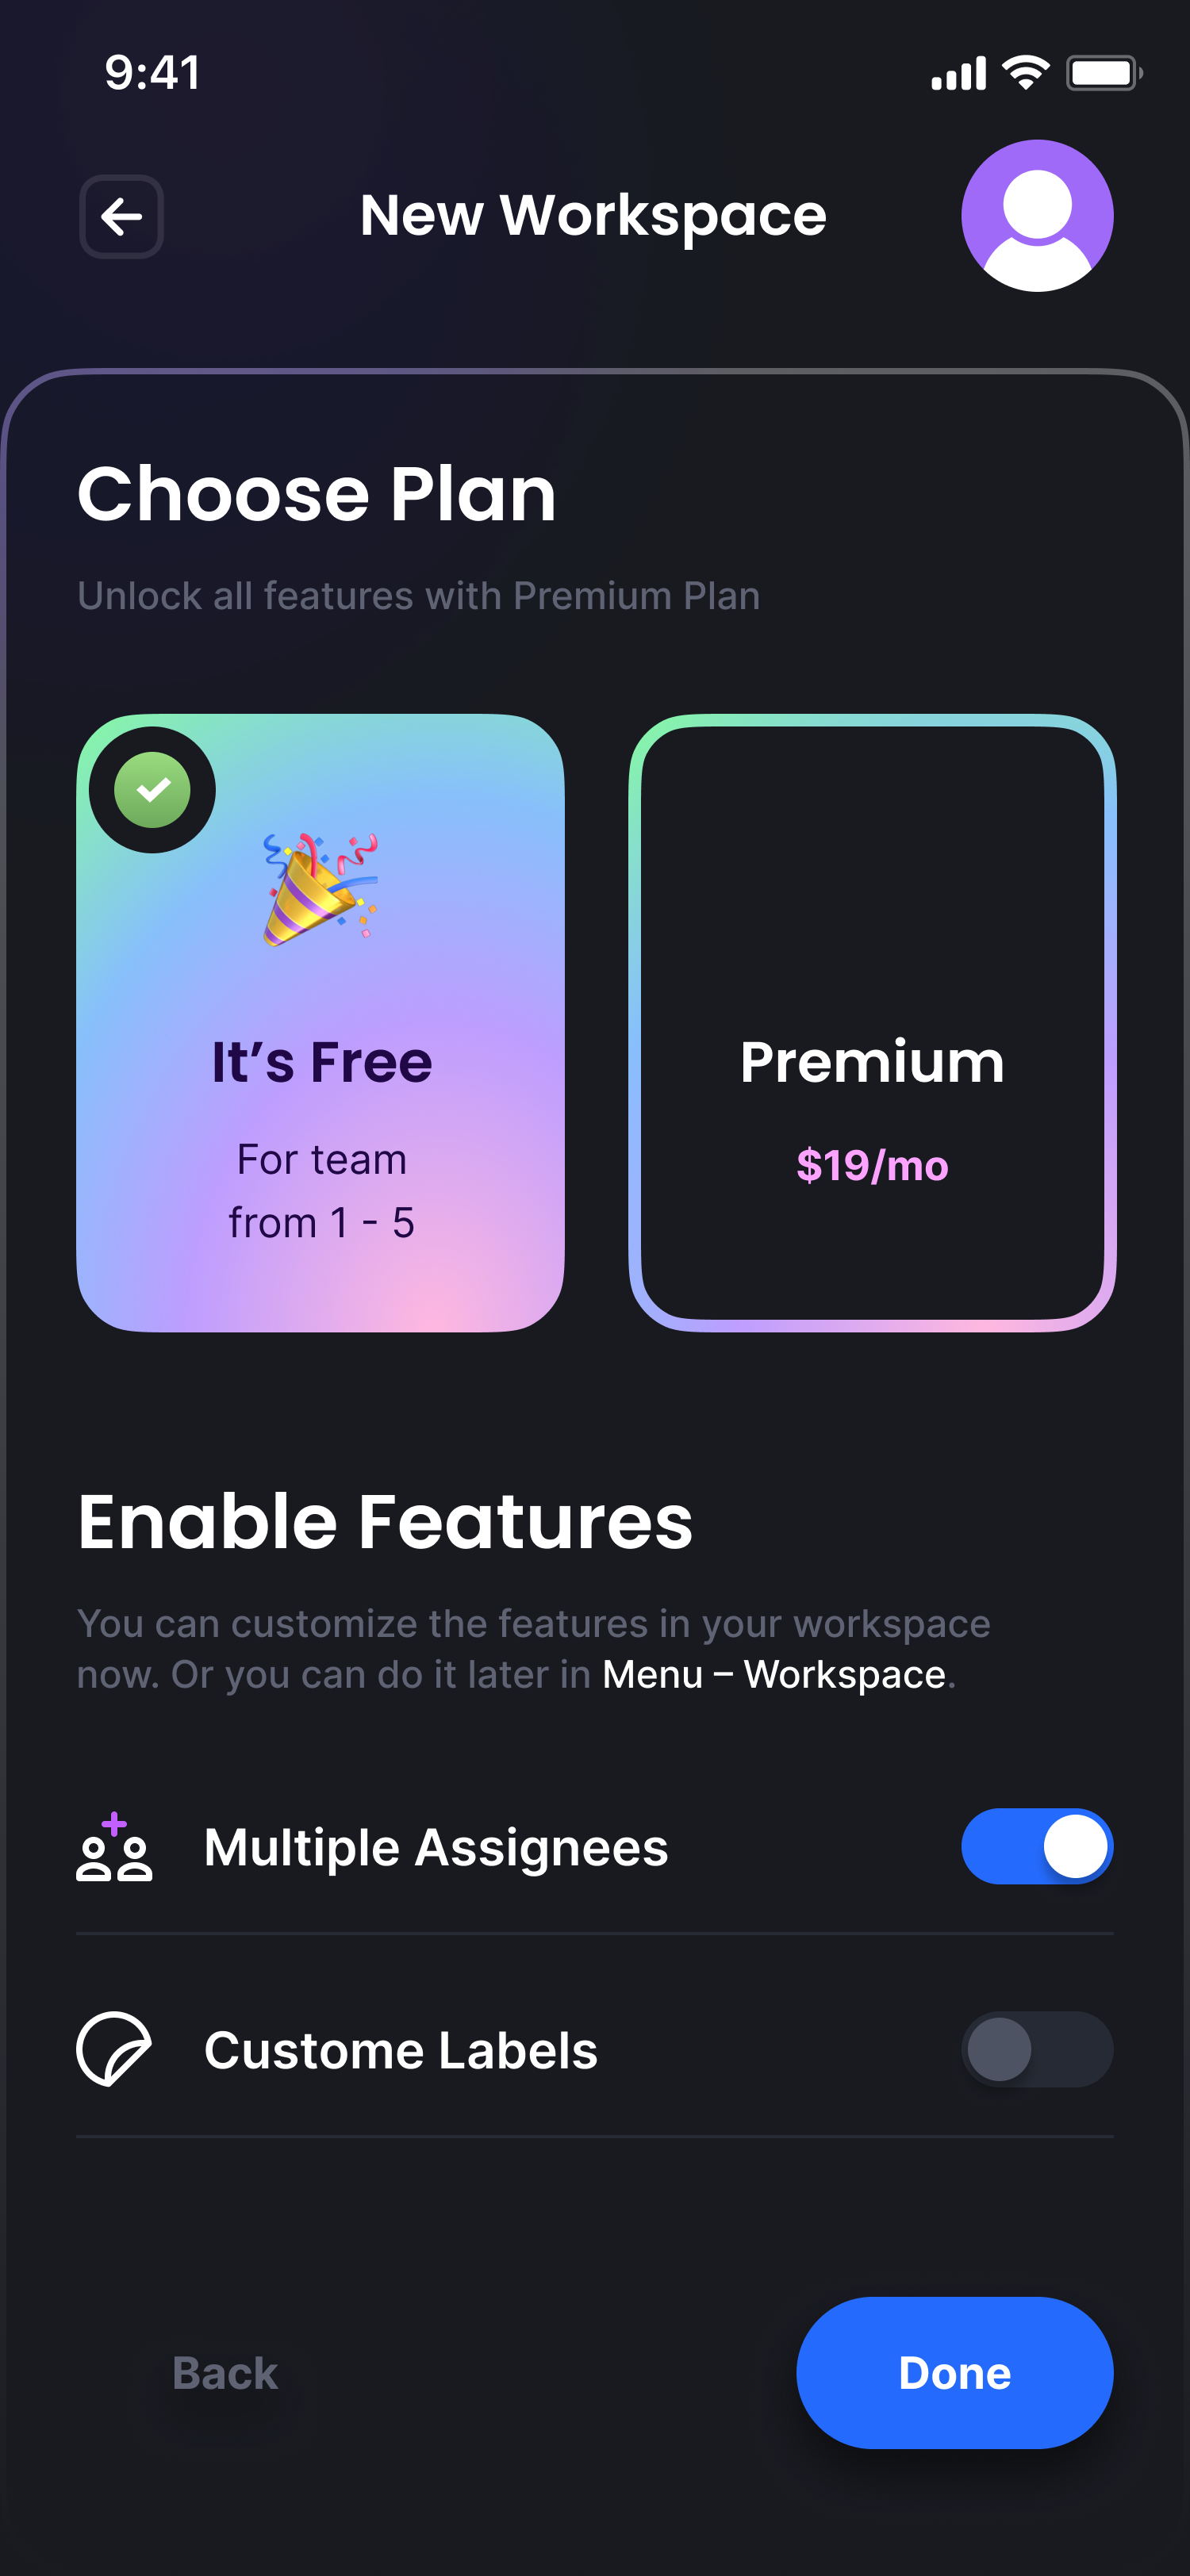 9:41
New Workspace
Choose Plan
Unlock all features with Premium Plan
It’s Free
For team
from 1 - 5
Premium
$19/mo
Enable Features
You can customize the features in your workspace
now. Or you can do it later in Menu – Workspace.
Multiple Assignees
Custome Labels
Back
Done